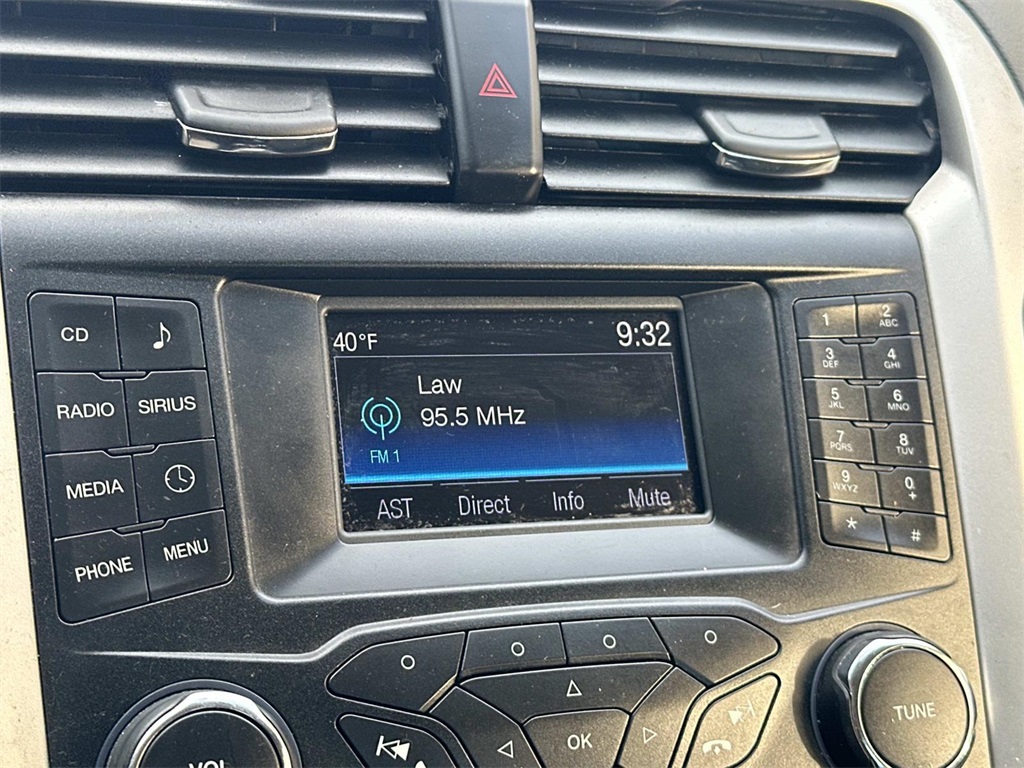 40°F 9:32
Law
95.5 MHz
FM 1
AST Direct Info Mute
CD
RADIO SIRIUS
MEDIA
PHONE MENU
1 2 ABC
3 DEF 4 GHI
5 JKL 6 MNO
7 PQRS 8 TUV
9 WXYZ 0 +
* #
OK
VOL
TUNE